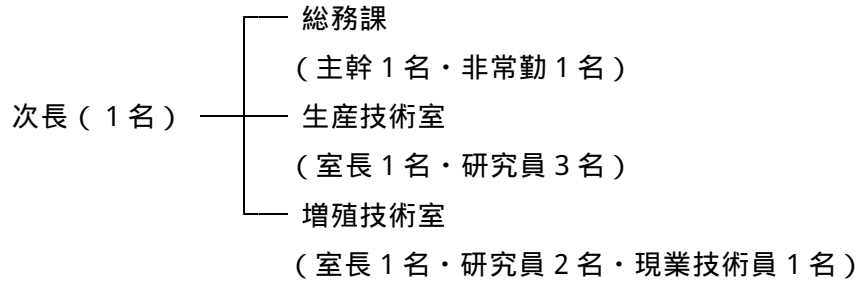 総務課
(主幹1名・非常勤1名)
次長(1名)
生産技術室
(室長1名・研究員3名)
増殖技術室
(室長1名・研究員2名・現業技術員1名)